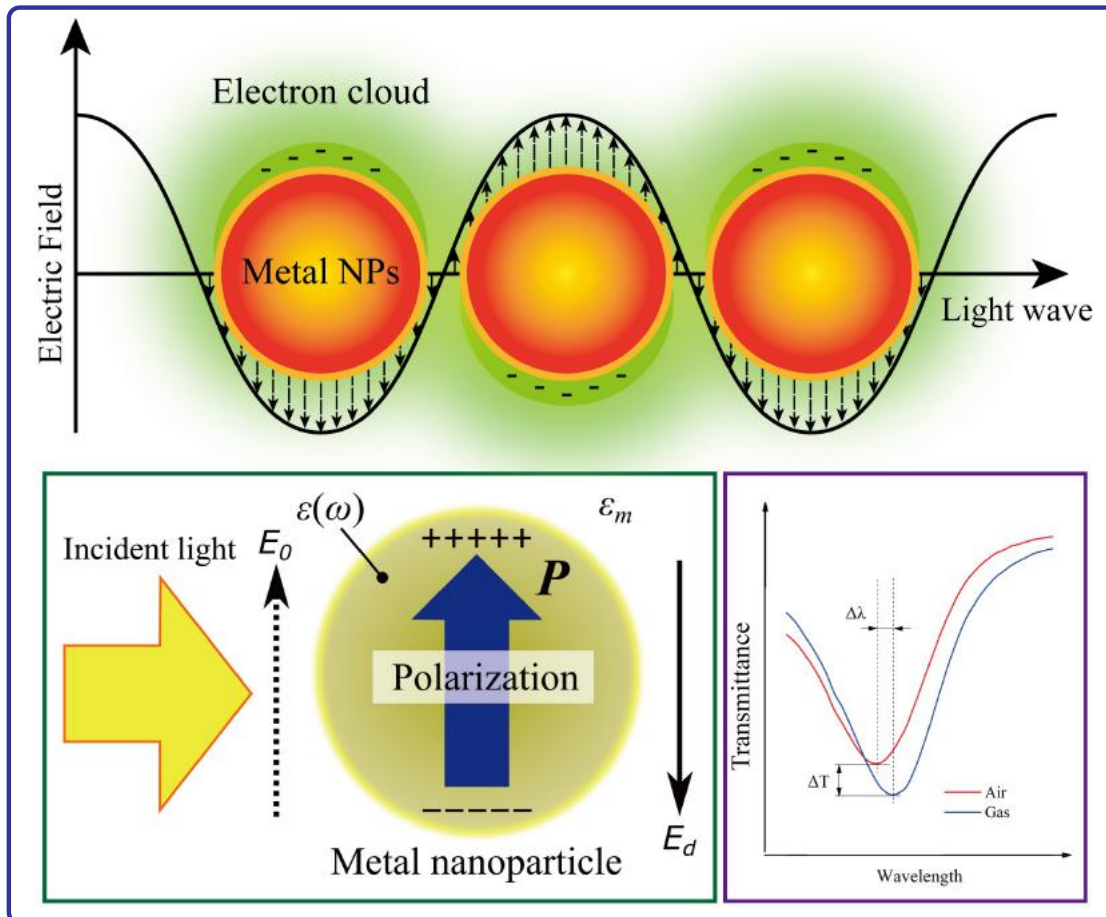 Electron cloud
- - - - -
- - - - -
Electric Field
Metal NPs
Light wave
- - - - -
ε(ω)
εm
Incident light
E0
+++++
P
Polarization
–––––
Ed
Metal nanoparticle
Transmittance
Δλ
ΔT
Air
Gas
Wavelength